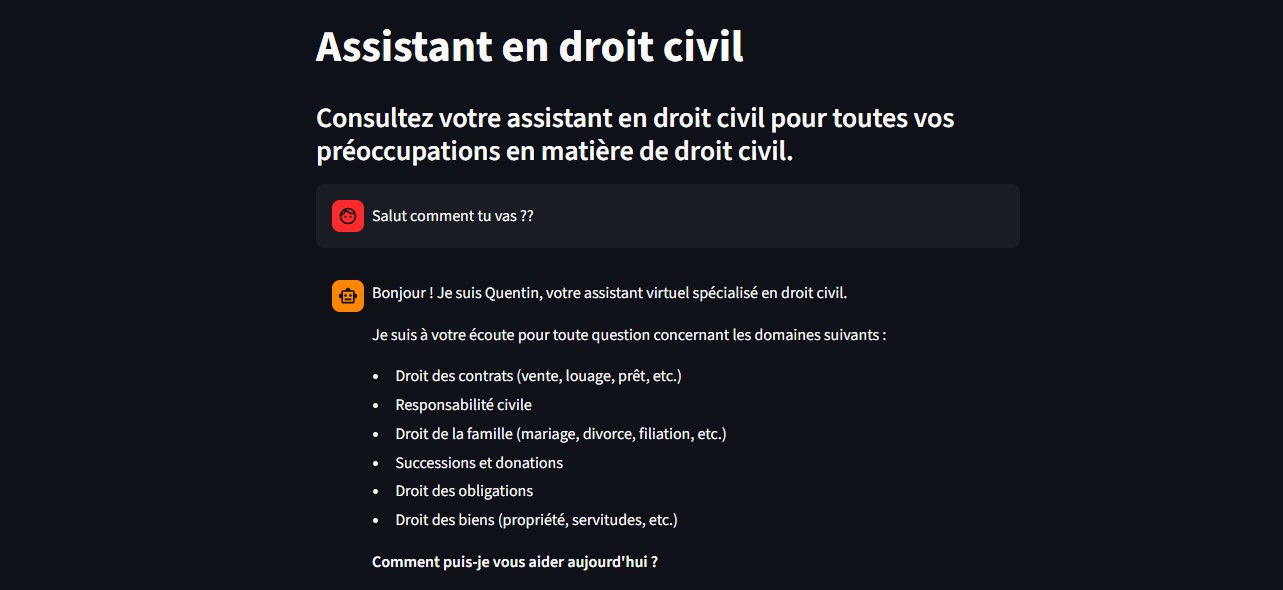 Assistant en droit civil
Consultez votre assistant en droit civil pour toutes vos
préoccupations en matière de droit civil.
Salut comment tu vas ??
Bonjour ! Je suis Quentin, votre assistant virtuel spécialisé en droit civil.
Je suis à votre écoute pour toute question concernant les domaines suivants :
• Droit des contrats (vente, louage, prêt, etc.)
• Responsabilité civile
• Droit de la famille (mariage, divorce, filiation, etc.)
• Successions et donations
• Droit des obligations
• Droit des biens (propriété, servitudes, etc.)
Comment puis-je vous aider aujourd'hui ?